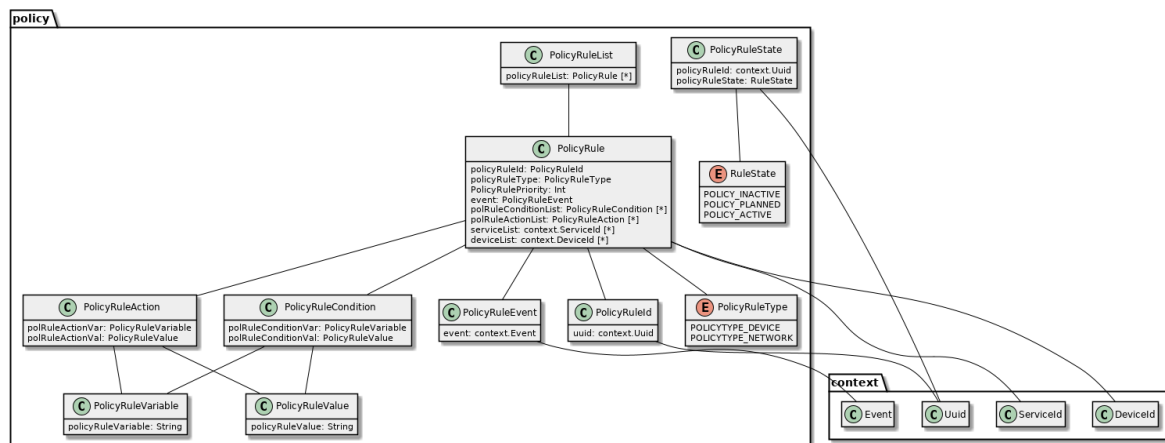 policy
C PolicyRuleList
policyRuleList: PolicyRule [*]
C PolicyRuleState
policyRuleId: context.Uuid
policyRuleState: RuleState
C PolicyRule
policyRuleId: PolicyRuleId
policyRuleType: PolicyRuleType
PolicyRulePriority: Int
event: PolicyRuleEvent
polRuleConditionList: PolicyRuleCondition [*]
polRuleActionList: PolicyRuleAction [*]
serviceList: context.ServiceId [*]
deviceList: context.DeviceId [*]
E RuleState
POLICY_INACTIVE
POLICY_PLANNED
POLICY_ACTIVE
C PolicyRuleAction
polRuleActionVar: PolicyRuleVariable
polRuleActionVal: PolicyRuleValue
C PolicyRuleCondition
polRuleConditionVar: PolicyRuleVariable
polRuleConditionVal: PolicyRuleValue
C PolicyRuleEvent
event: context.Event
C PolicyRuleId
uuid: context.Uuid
E PolicyRuleType
POLICYTYPE_DEVICE
POLICYTYPE_NETWORK
C PolicyRuleVariable
policyRuleVariable: String
C PolicyRuleValue
policyRuleValue: String
context
C Event
C Uuid
C ServiceId
C DeviceId